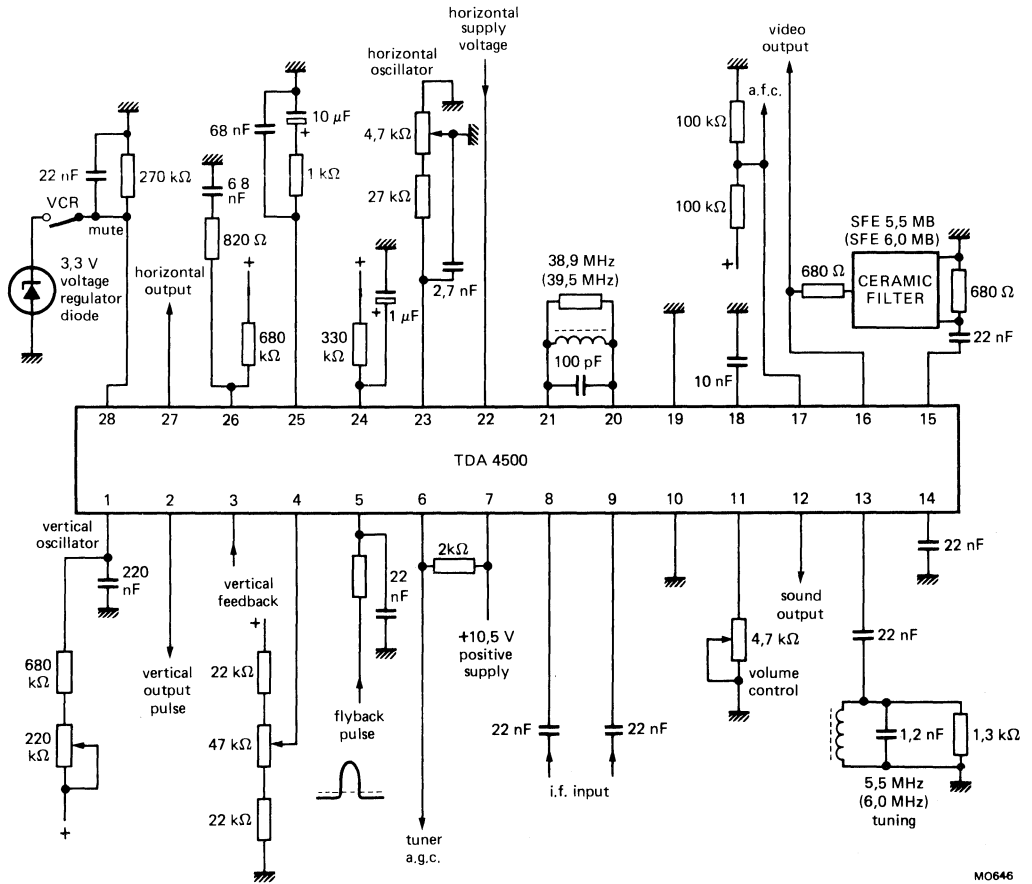 horizontal
supply
voltage
video
output
horizontal
oscillator
a.f.c.
10 µF
+
68 nF
4,7 kΩ
100 kΩ
22 nF
270 kΩ
6 8
nF
1 kΩ
27 kΩ
100 kΩ
VCR
mute
820 Ω
SFE 5,5 MB
(SFE 6,0 MB)
3,3 V
voltage
regulator
diode
horizontal
output
+
+
+
1 µF
2,7 nF
38,9 MHz
(39,5 MHz)
+
680 Ω
CERAMIC
FILTER
680 Ω
680
kΩ
330
kΩ
100 pF
10 nF
22 nF
28 27 26 25 24 23 22 21 20 19 18 17 16 15
TDA 4500
1 2 3 4 5 6 7 8 9 10 11 12 13 14
vertical
oscillator
220
nF
vertical
feedback
+
22
nF
2kΩ
22 nF
+10,5 V
positive
supply
sound
output
680
kΩ
vertical
output
pulse
22 kΩ
flyback
pulse
4,7 kΩ
volume
control
22 nF
220
kΩ
47 kΩ
22 nF
22 nF
1,2 nF
1,3 kΩ
+
22 kΩ
i.f. input
5,5 MHz
(6,0 MHz)
tuning
tuner
a.g.c.
MO646